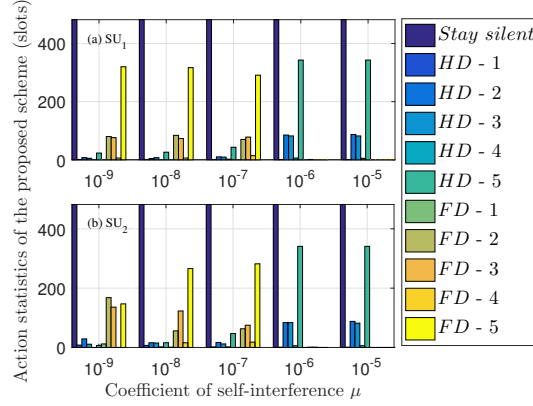 Action statistics of the proposed scheme (slots)
400
200
0
(a) SU1
10-9
10-8
10-7
10-6
10-5
400
200
0
(b) SU2
10-9
10-8
10-7
10-6
10-5
Coefficient of self-interference μ
Stay silent
HD - 1
HD - 2
HD - 3
HD - 4
HD - 5
FD - 1
FD - 2
FD - 3
FD - 4
FD - 5